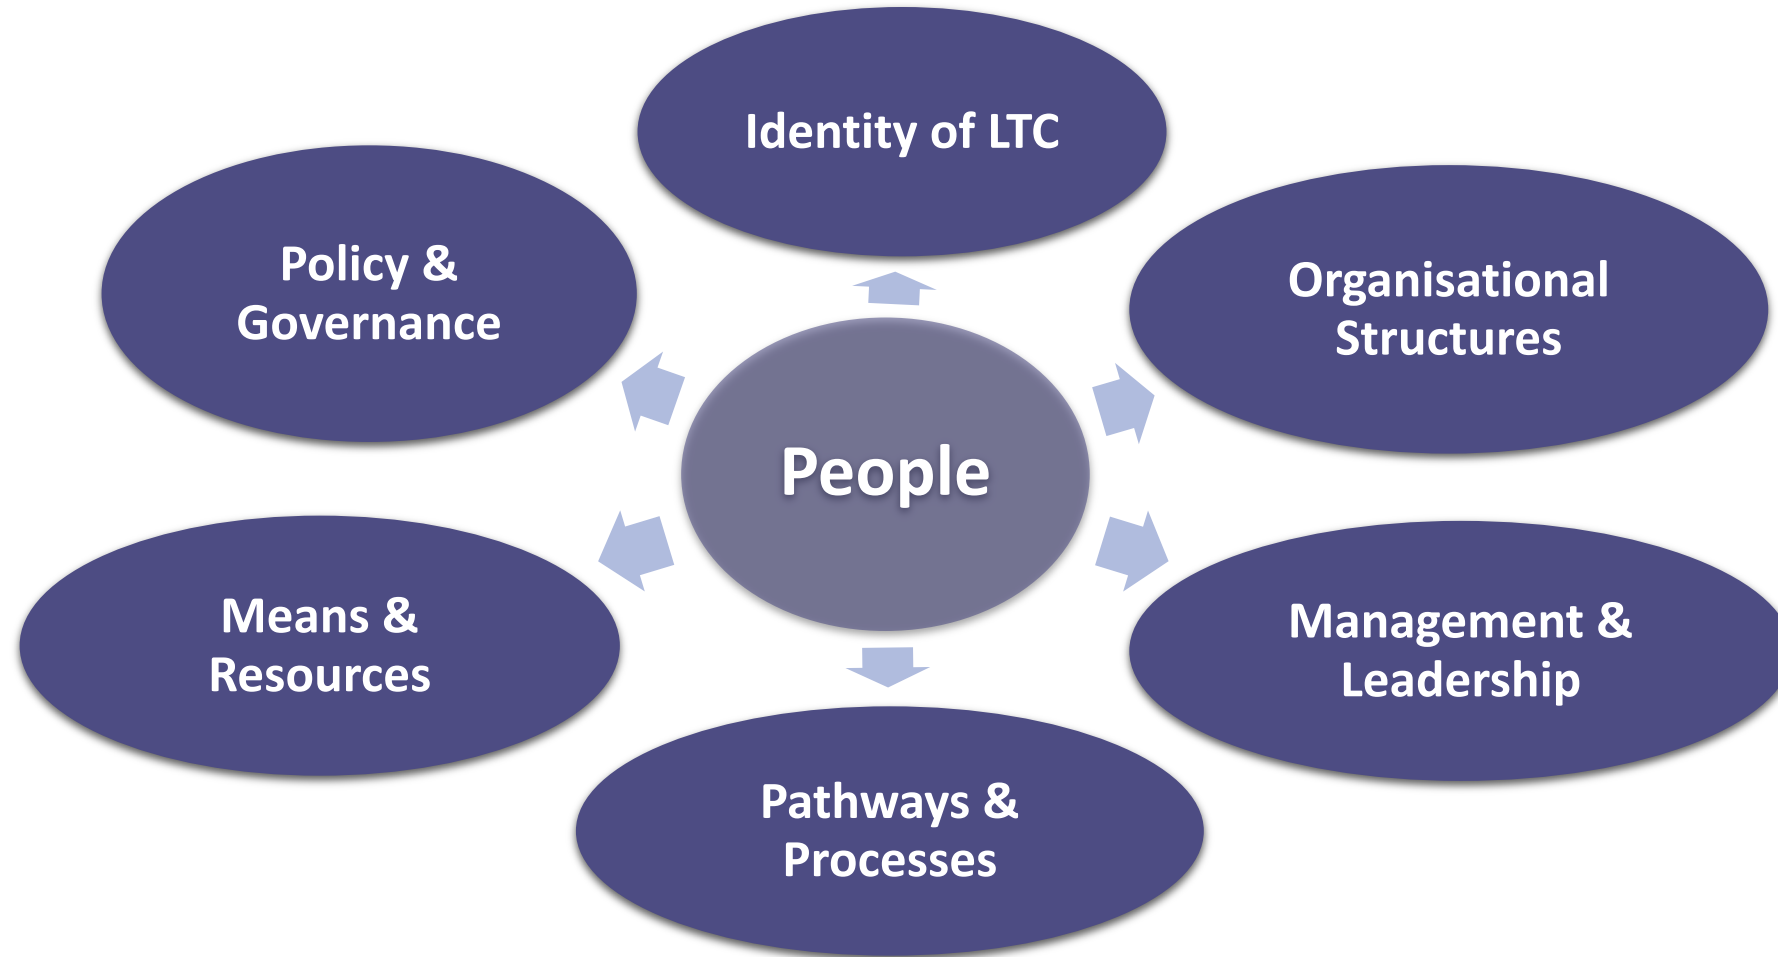 Identity of LTC
Policy &
Governance
Organisational
Structures
People
Means &
Resources
Management &
Leadership
Pathways &
Processes